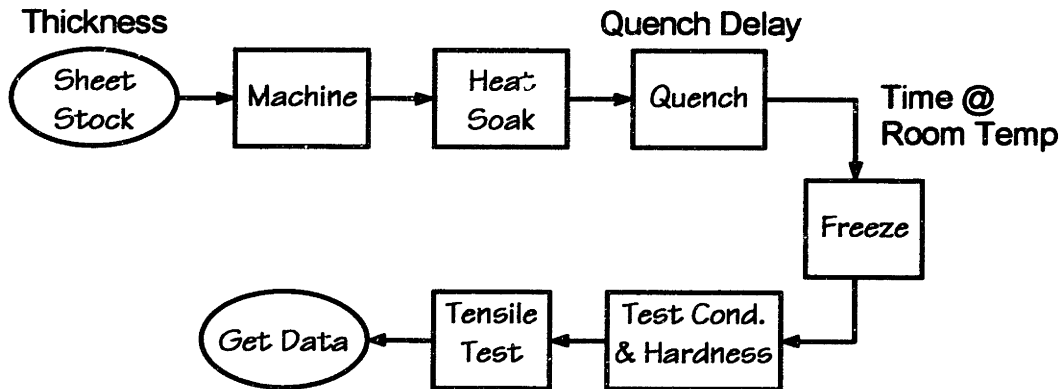 Thickness
Sheet
Stock
Machine
Heat
Soak
Quench Delay
Quench
Time @
Room Temp
Freeze
Test Cond.
& Hardness
Tensile
Test
Get Data